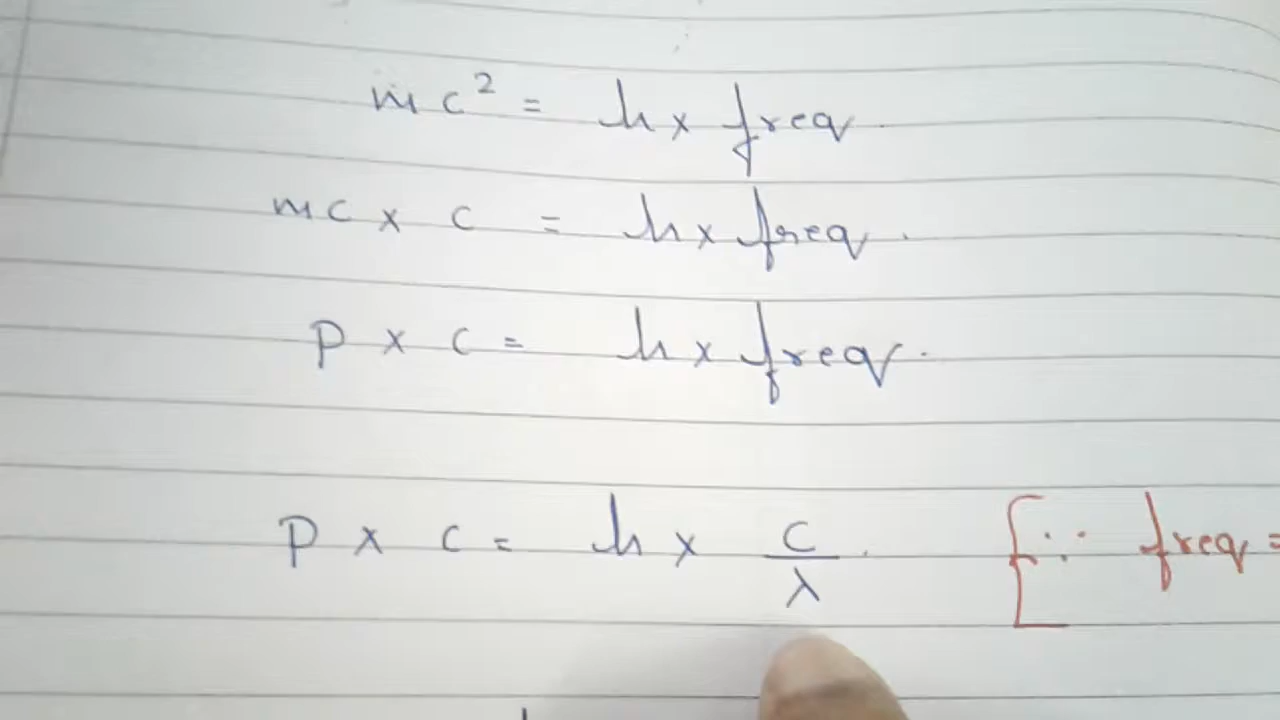 mc² = h x freq.
mc x c = h x freq.
p x c = h x freq.
p x c = h x c/λ. [∵ freq =